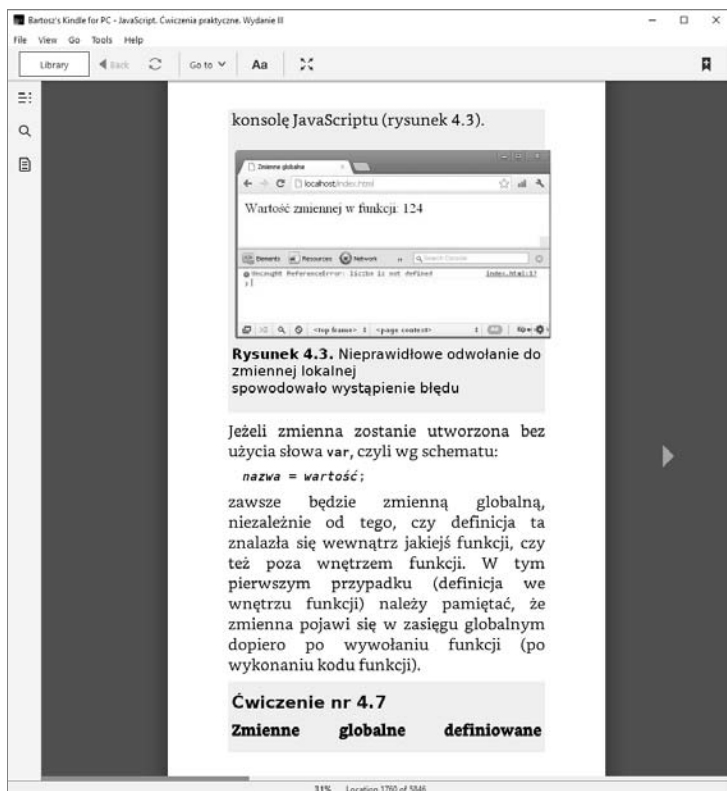 Bartosz's Kindle for PC - JavaScript. Ćwiczenia praktyczne. Wydanie III
File View Go Tools Help
Library Back Go to Aa
konsolę JavaScriptu (rysunek 4.3).
Zmienne globalne
localhost/index.html
Wartość zmiennej w funkcji: 124
Elements Resources Network » Search Console
Uncaught ReferenceError: liczba is not defined index.html:17
>
<top frame> <page context>
Rysunek 4.3. Nieprawidłowe odwołanie do
zmiennej lokalnej
spowodowało wystąpienie błędu
Jeżeli zmienna zostanie utworzona bez
użycia słowa var, czyli wg schematu:
nazwa = wartość;
zawsze będzie zmienną globalną,
niezależnie od tego, czy definicja ta
znalazła się wewnątrz jakiejś funkcji, czy
też poza wnętrzem funkcji. W tym
pierwszym przypadku (definicja we
wnętrzu funkcji) należy pamiętać, że
zmienna pojawi się w zasięgu globalnym
dopiero po wywołaniu funkcji (po
wykonaniu kodu funkcji).
Ćwiczenie nr 4.7
Zmienne globalne definiowane
31% Location 1760 of 5846